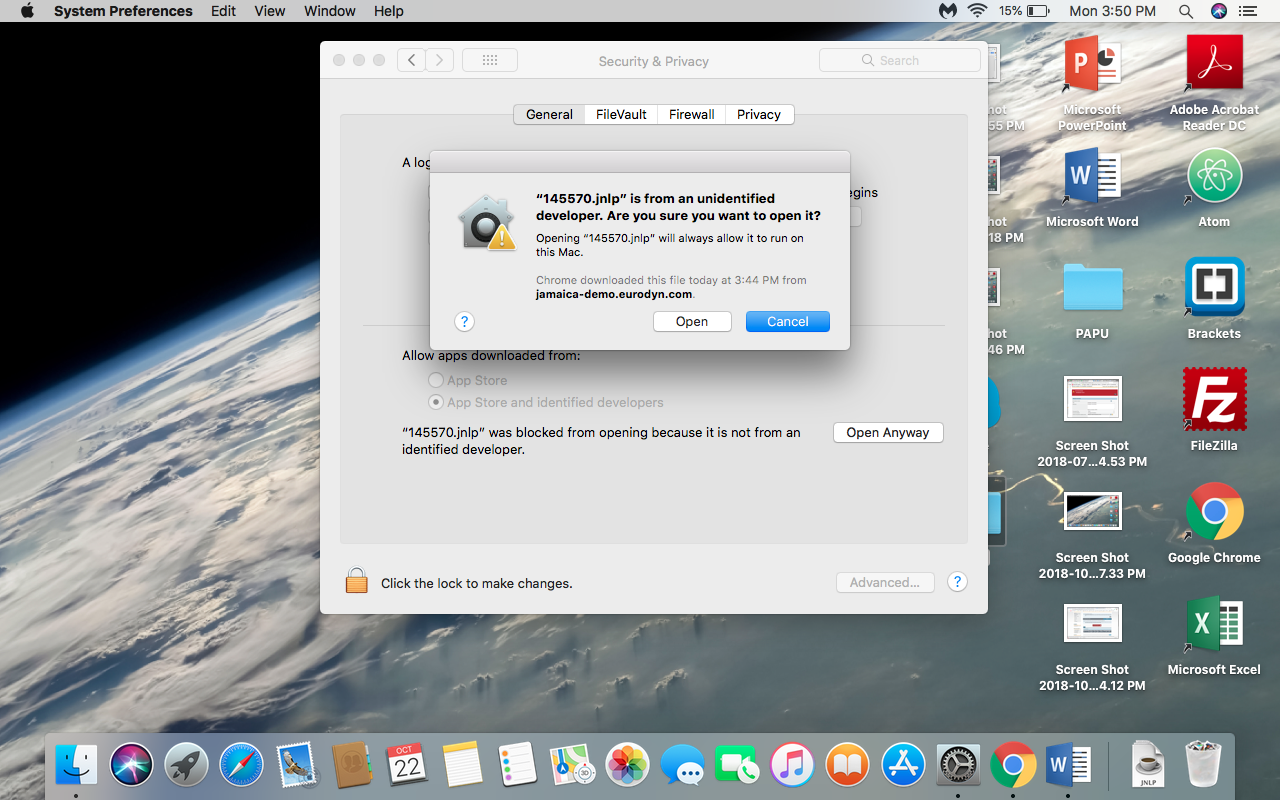 System Preferences Edit View Window Help 15% Mon 3:50 PM
Security & Privacy
Search
General FileVault Firewall Privacy
A log
egins
“145570.jnlp” is from an unidentified
developer. Are you sure you want to open it?
Opening “145570.jnlp” will always allow it to run on
this Mac.
Chrome downloaded this file today at 3:44 PM from
jamaica-demo.eurodyn.com.
?
Open
Cancel
Allow apps downloaded from:
App Store
App Store and identified developers
“145570.jnlp” was blocked from opening because it is not from an
identified developer.
Open Anyway
Click the lock to make changes.
Advanced...
?
hot
55 PM
hot
18 PM
hot
46 PM
P
Microsoft
PowerPoint
Adobe Acrobat
Reader DC
W
Microsoft Word
Atom
PAPU
Brackets
Screen Shot
2018-07...4.53 PM
Fz
FileZilla
Screen Shot
2018-10...7.33 PM
Google Chrome
Screen Shot
2018-10...4.12 PM
X
Microsoft Excel
OCT
22
3D
W
JNLP